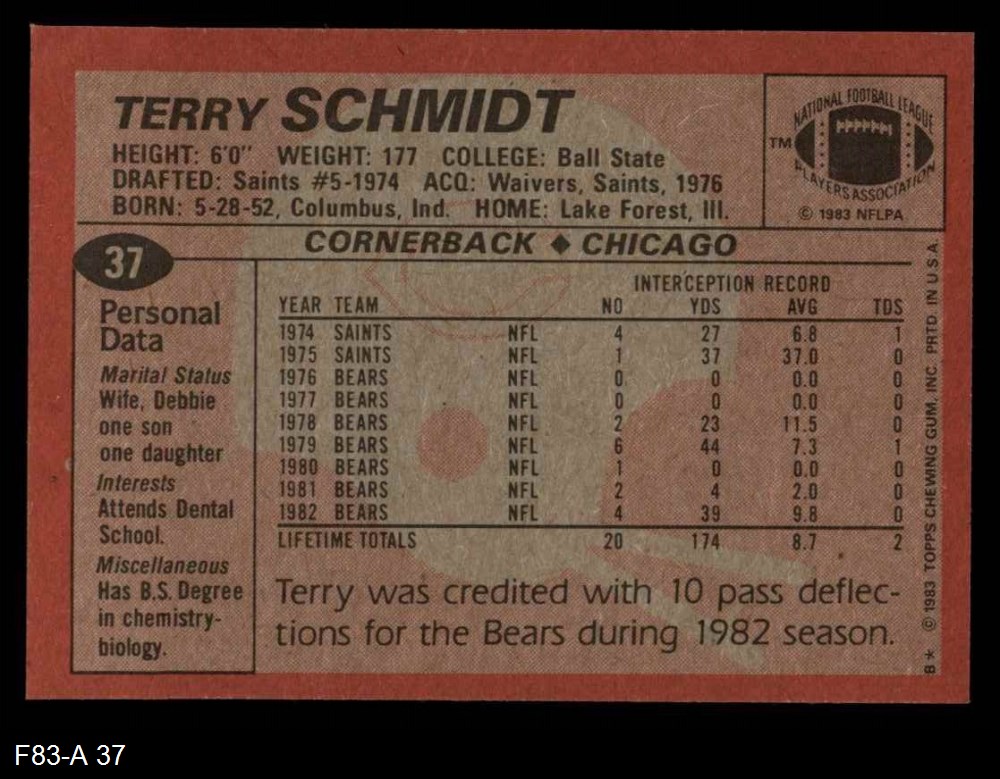 TERRY SCHMIDT
HEIGHT: 6'0" WEIGHT: 177 COLLEGE: Ball State
DRAFTED: Saints #5-1974 ACQ: Waivers, Saints, 1976
BORN: 5-28-52, Columbus, Ind. HOME: Lake Forest, Ill.
NATIONAL FOOTBALL LEAGUE
TM
PLAYERS ASSOCIATION
© 1983 NFLPA
37
CORNERBACK ♦ CHICAGO
Personal
Data
Marital Status
Wife, Debbie
one son
one daughter
Interests
Attends Dental
School.
Miscellaneous
Has B.S. Degree
in chemistry-
biology.
INTERCEPTION RECORD
YEAR TEAM NO YDS AVG TDS
1974 SAINTS NFL 4 27 6.8 1
1975 SAINTS NFL 1 37 37.0 0
1976 BEARS NFL 0 0 0.0 0
1977 BEARS NFL 0 0 0.0 0
1978 BEARS NFL 2 23 11.5 0
1979 BEARS NFL 6 44 7.3 1
1980 BEARS NFL 1 0 0.0 0
1981 BEARS NFL 2 4 2.0 0
1982 BEARS NFL 4 39 9.8 0
LIFETIME TOTALS 20 174 8.7 2
Terry was credited with 10 pass deflec-
tions for the Bears during 1982 season.
B* © 1983 TOPPS CHEWING GUM, INC. PRTD. IN U.S.A.
F83-A 37